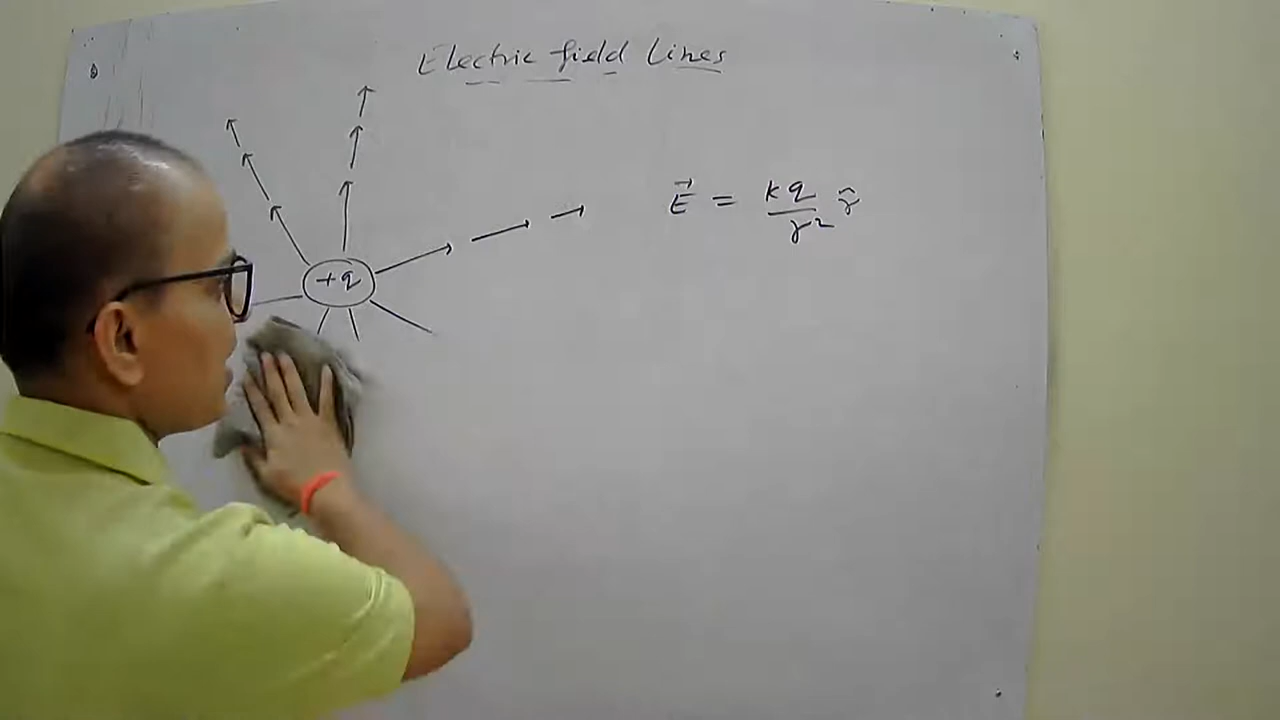 Electric field Lines
+q
E⃗ = kq/r² r̂